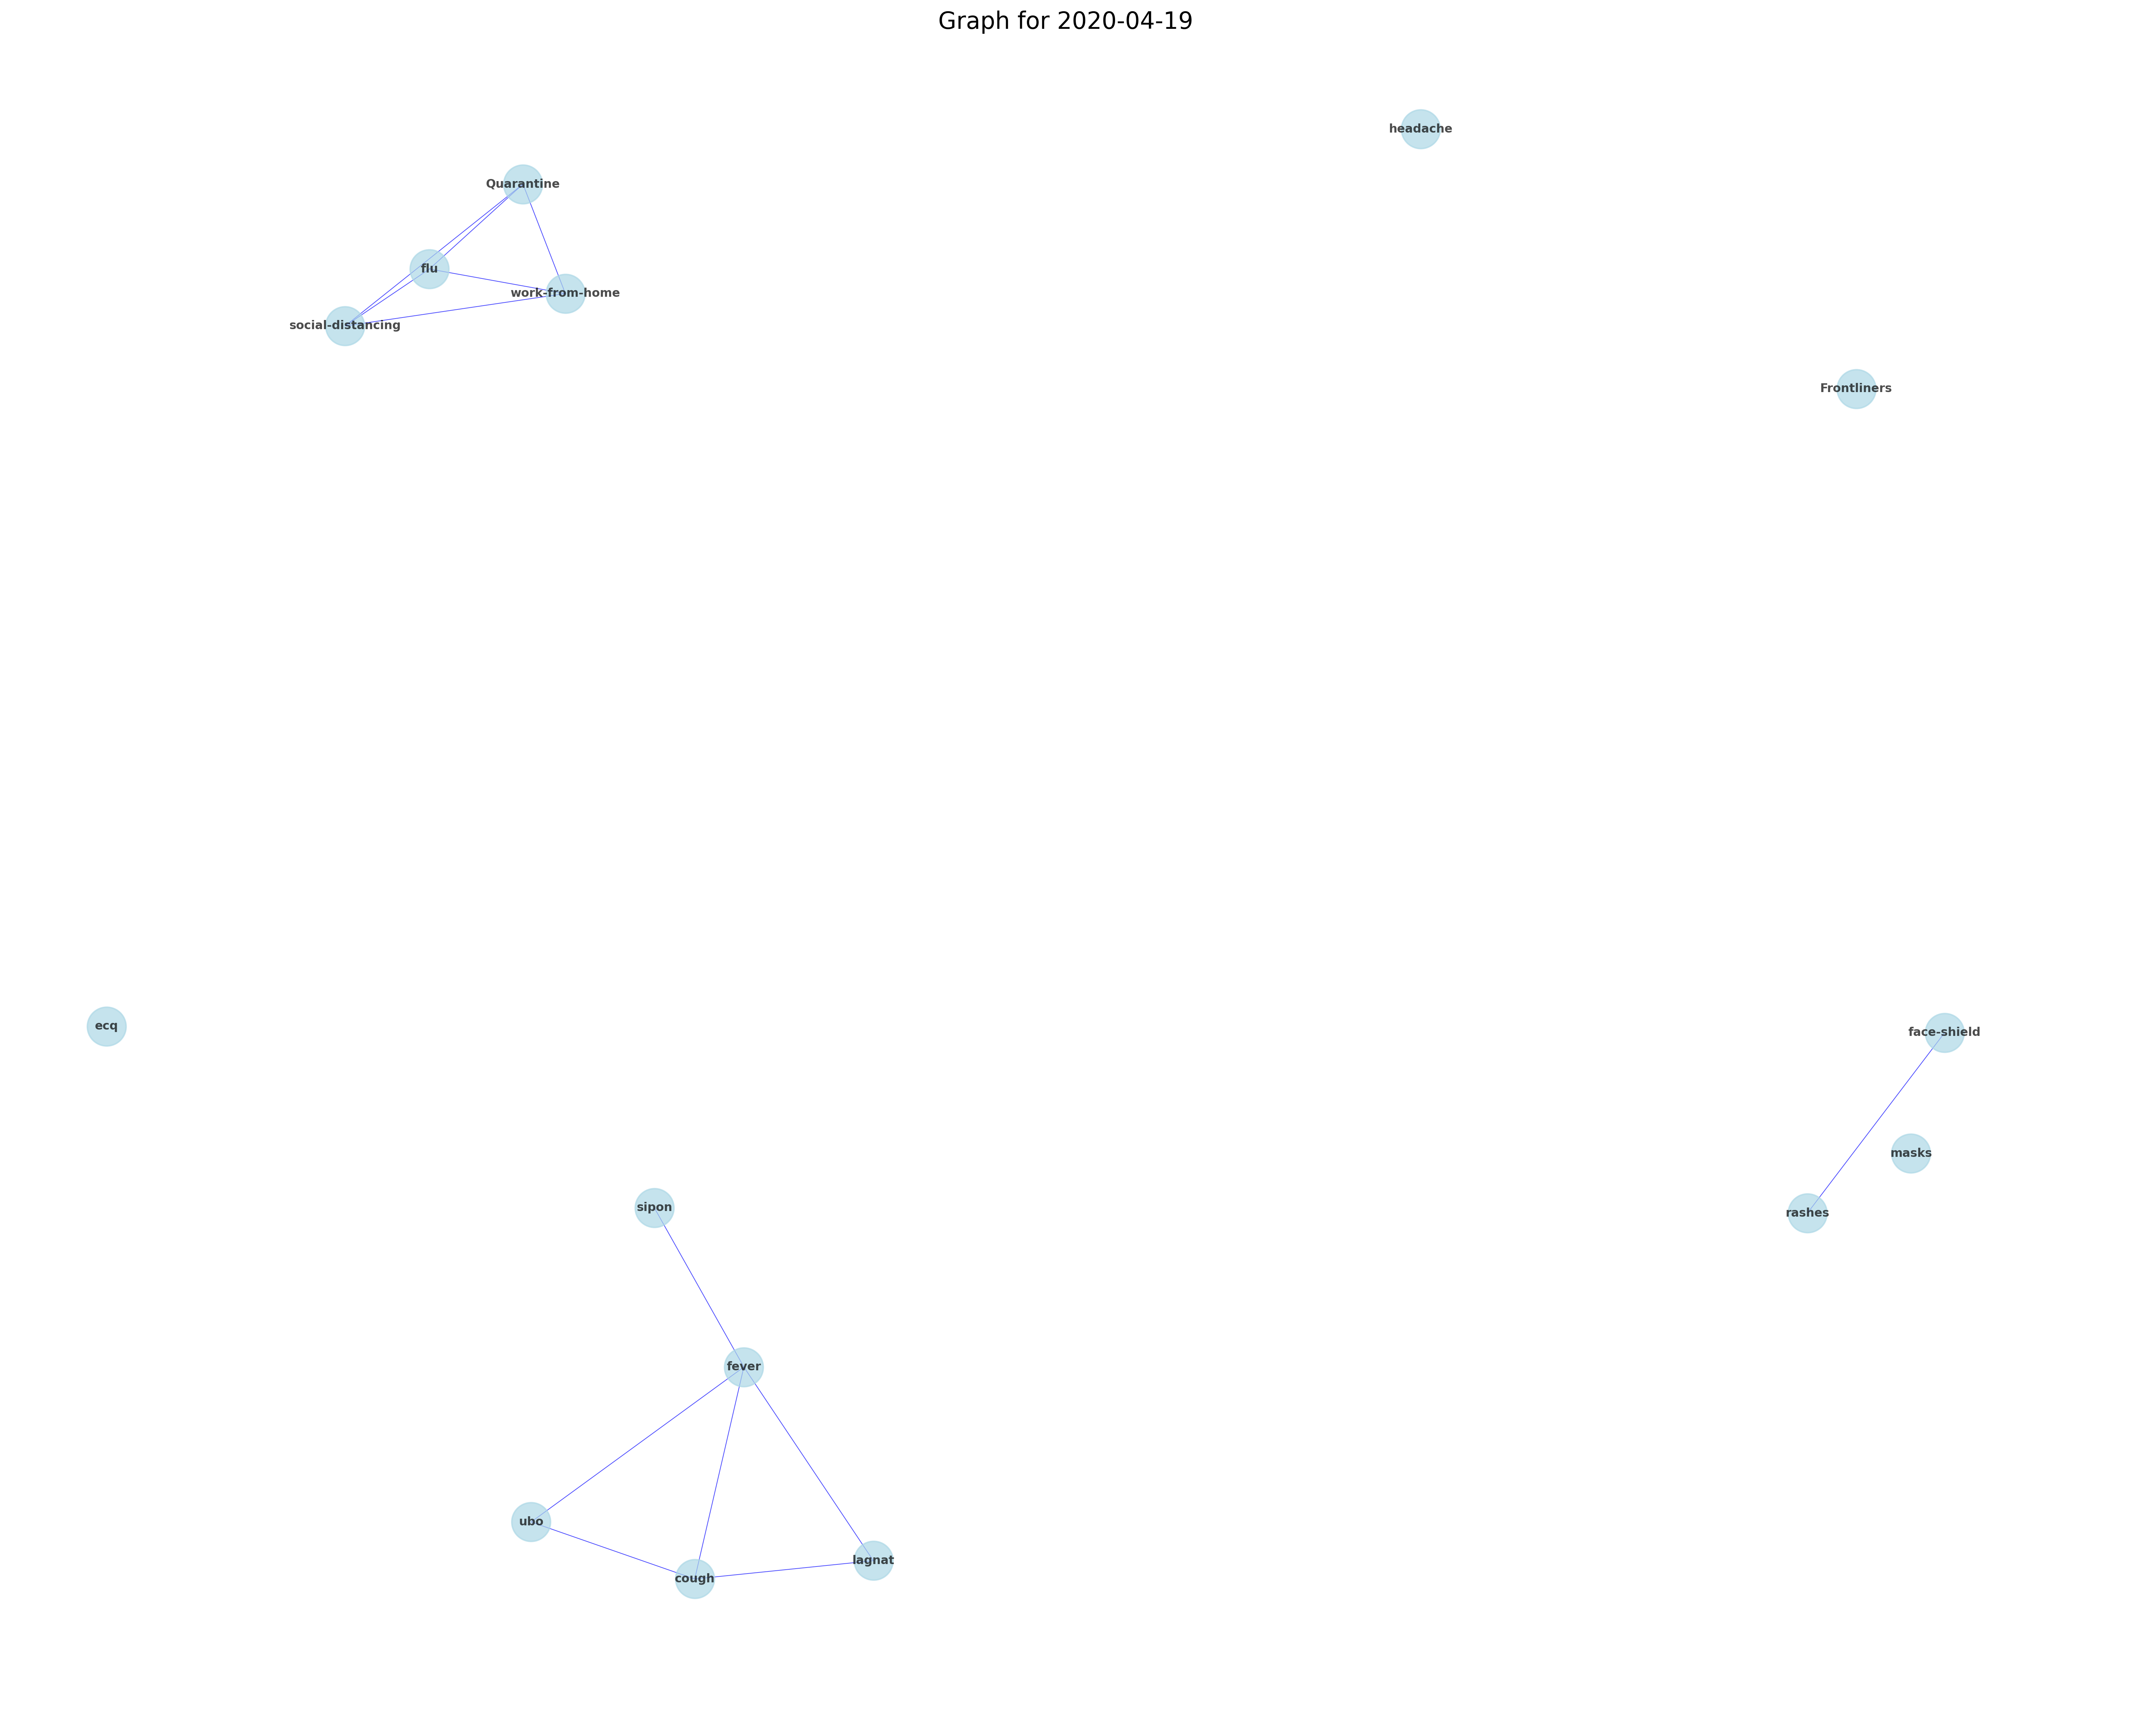 Graph for 2020-04-19
headache
Quarantine
flu
work-from-home
social-distancing
Frontliners
ecq
face-shield
masks
sipon
rashes
fever
ubo
lagnat
cough